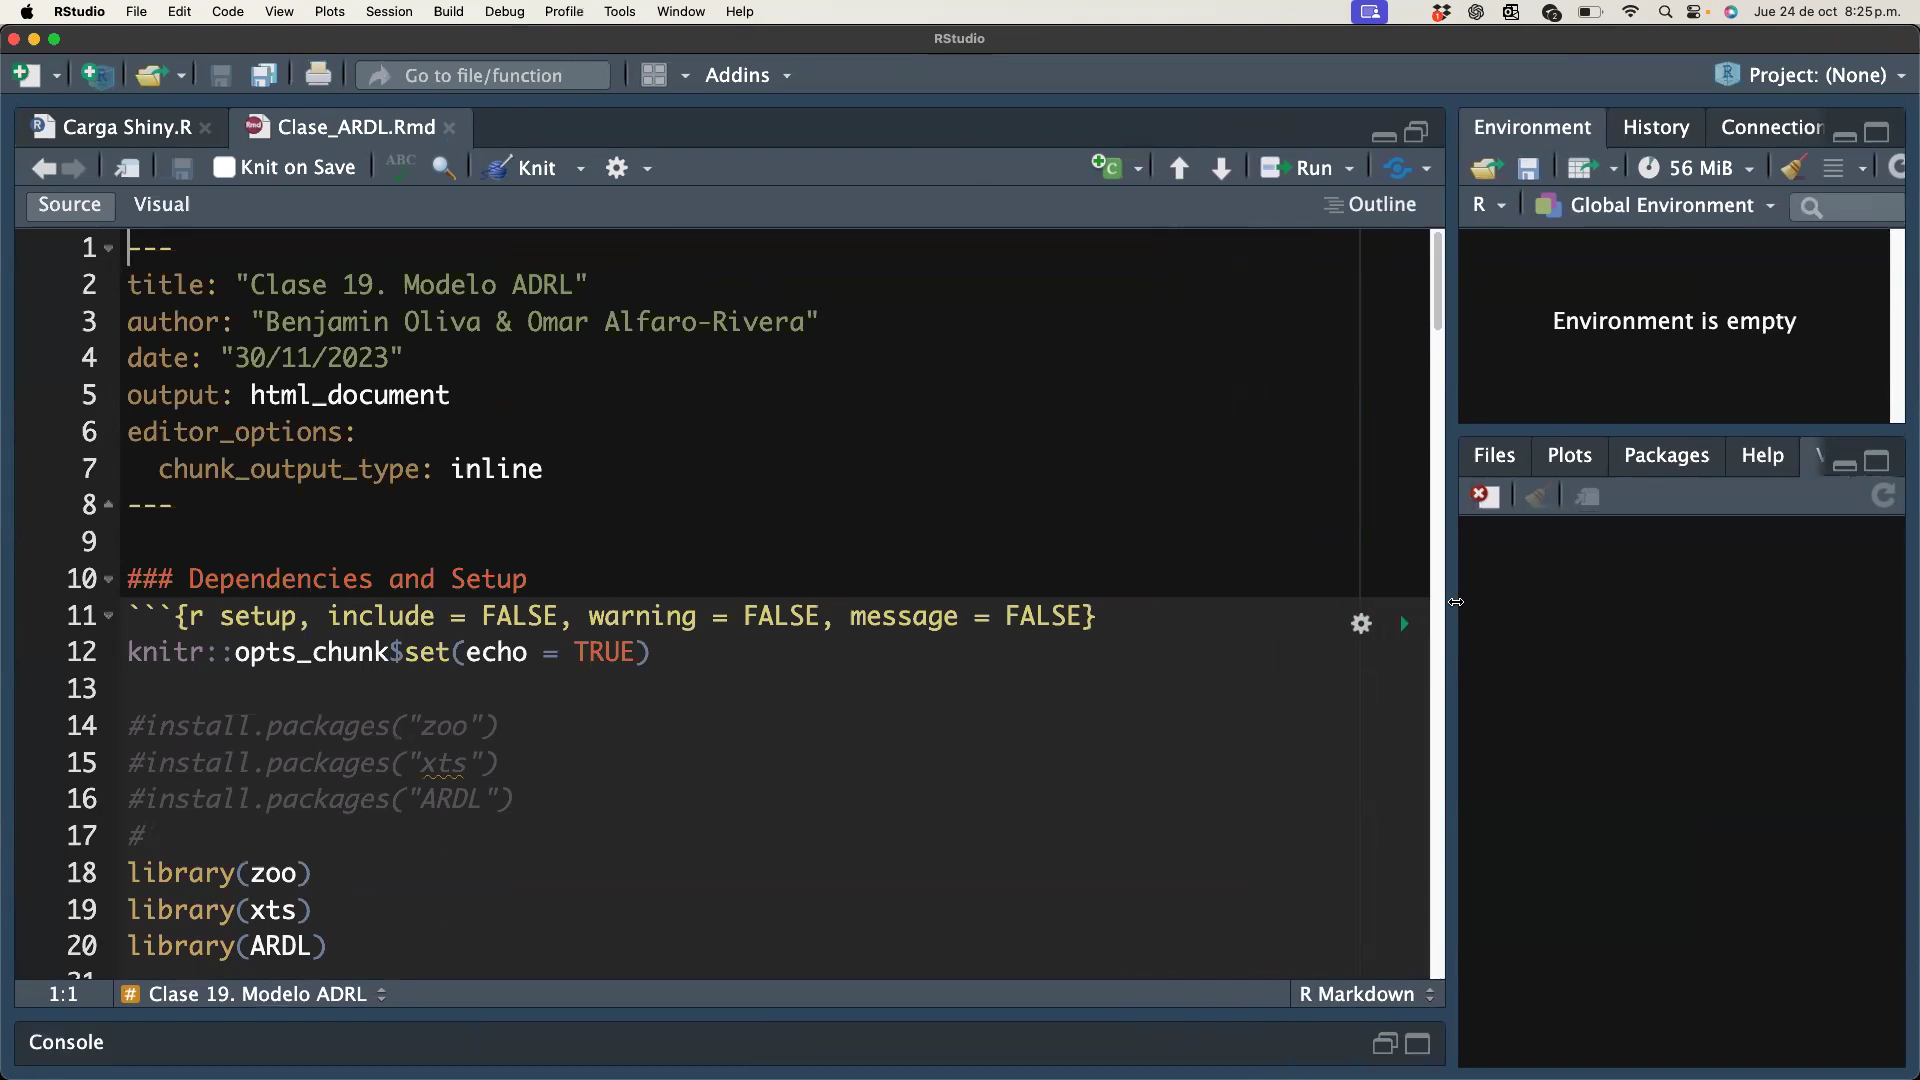 RStudio File Edit Code View Plots Session Build Debug Profile Tools Window Help 1 2 Jue 24 de oct 8:25 p.m.
RStudio
Go to file/function Addins Project: (None)
Carga Shiny.R Clase_ARDL.Rmd
Knit on Save ABC Knit Run
Source Visual Outline
1 ---
2 title: "Clase 19. Modelo ADRL"
3 author: "Benjamin Oliva & Omar Alfaro-Rivera"
4 date: "30/11/2023"
5 output: html_document
6 editor_options:
7 chunk_output_type: inline
8 ---
9
10 ### Dependencies and Setup
11 ```{r setup, include = FALSE, warning = FALSE, message = FALSE}
12 knitr::opts_chunk$set(echo = TRUE)
13
14 #install.packages("zoo")
15 #install.packages("xts")
16 #install.packages("ARDL")
17 #
18 library(zoo)
19 library(xts)
20 library(ARDL)
1:1 # Clase 19. Modelo ADRL R Markdown
Console
Environment History Connection
56 MiB
R Global Environment
Environment is empty
Files Plots Packages Help